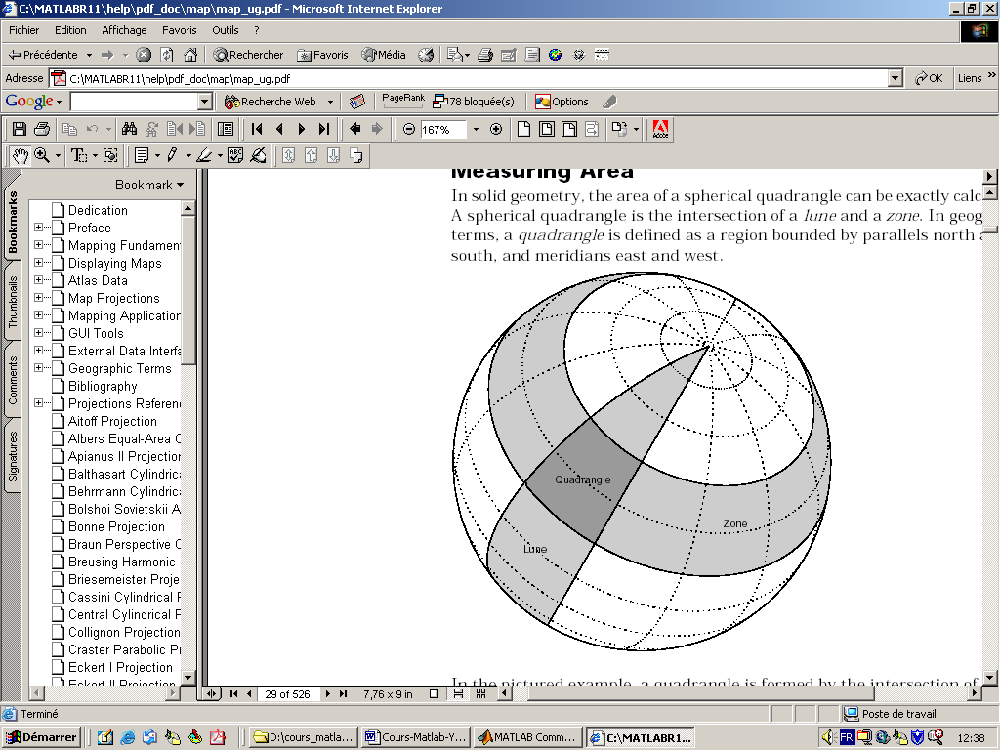 C:\MATLABR11\help\pdf_doc\map\map_ug.pdf - Microsoft Internet Explorer
Fichier Edition Affichage Favoris Outils ?
Précédente Rechercher Favoris Média
Adresse C:\MATLABR11\help\pdf_doc\map\map_ug.pdf OK Liens »
Google Recherche Web PageRank 78 bloquée(s) Options
167% Adobe
Bookmark
Bookmarks
Thumbnails
Comments
Signatures
Dedication
Preface
Mapping Fundamen
Displaying Maps
Atlas Data
Map Projections
Mapping Application
GUI Tools
External Data Interfa
Geographic Terms
Bibliography
Projections Referen
Aitoff Projection
Albers Equal-Area C
Apianus II Projection
Balthasart Cylindrica
Behrmann Cylindrica
Bolshoi Sovietskii A
Bonne Projection
Braun Perspective C
Breusing Harmonic
Briesemeister Proje
Cassini Cylindrical P
Central Cylindrical P
Collignon Projection
Craster Parabolic Pr
Eckert I Projection
Eckert II Projection
Measuring Area
In solid geometry, the area of a spherical quadrangle can be exactly calc
A spherical quadrangle is the intersection of a lune and a zone. In geog
terms, a quadrangle is defined as a region bounded by parallels north a
south, and meridians east and west.
Quadrangle
Zone
Lune
In the pictured example, a quadrangle is formed by the intersection of
29 of 526 7,76 x 9 in
Terminé Poste de travail
Démarrer D:\cours_matla... Cours-Matlab-Y... MATLAB Comm... C:\MATLABR1... FR 12:38